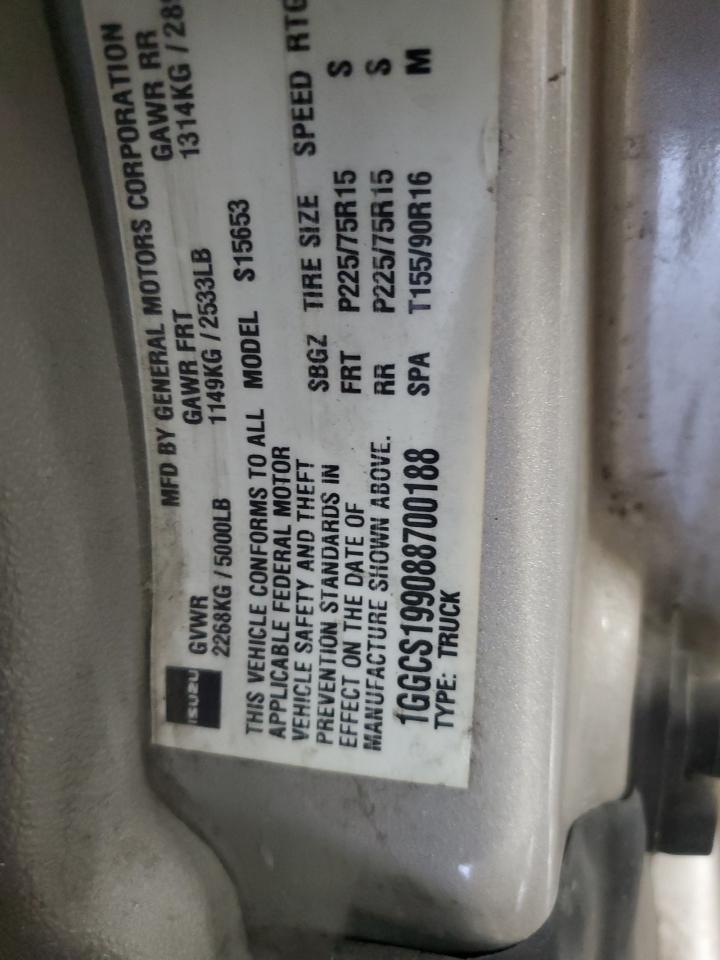 MFD BY GENERAL MOTORS CORPORATION
ISUZU
GVWR GAWR FRT GAWR RR
2268KG / 5000LB 1149KG / 2533LB 1314KG /
THIS VEHICLE CONFORMS TO ALL
APPLICABLE FEDERAL MOTOR
VEHICLE SAFETY AND THEFT
PREVENTION STANDARDS IN
EFFECT ON THE DATE OF
MANUFACTURE SHOWN ABOVE.
1GGCS199088700188
TYPE: TRUCK
MODEL S15653
SBGZ TIRE SIZE SPEED RTG
FRT P225/75R15 S
RR P225/75R15 S
SPA T155/90R16 M